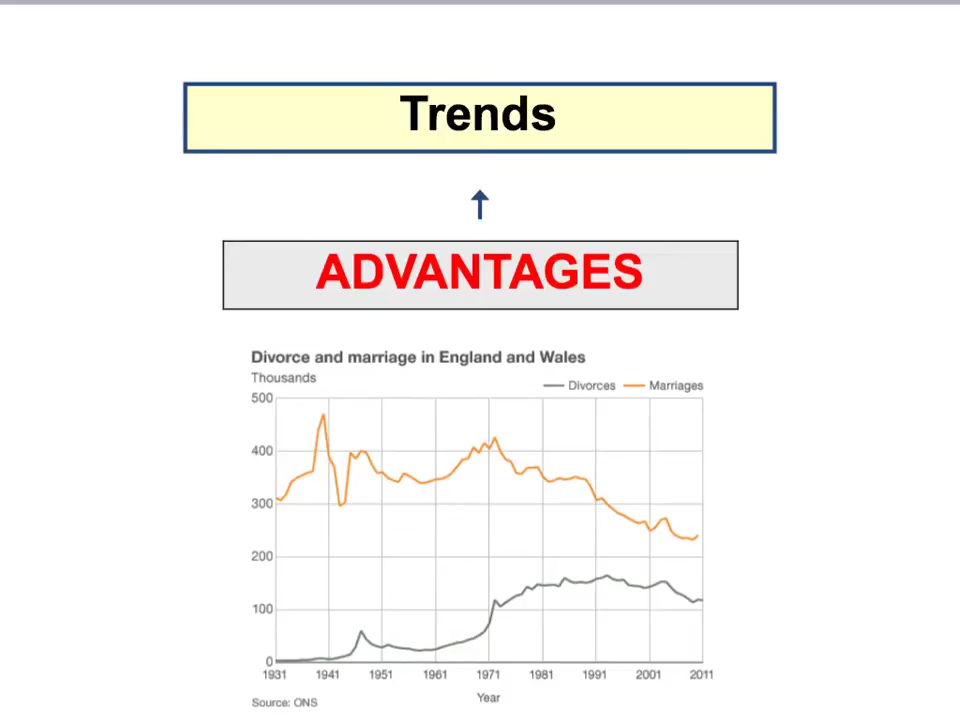 Trends
ADVANTAGES
Divorce and marriage in England and Wales
Thousands
Divorces Marriages
500
400
300
200
100
0
1931 1941 1951 1961 1971 1981 1991 2001 2011
Year
Source: ONS